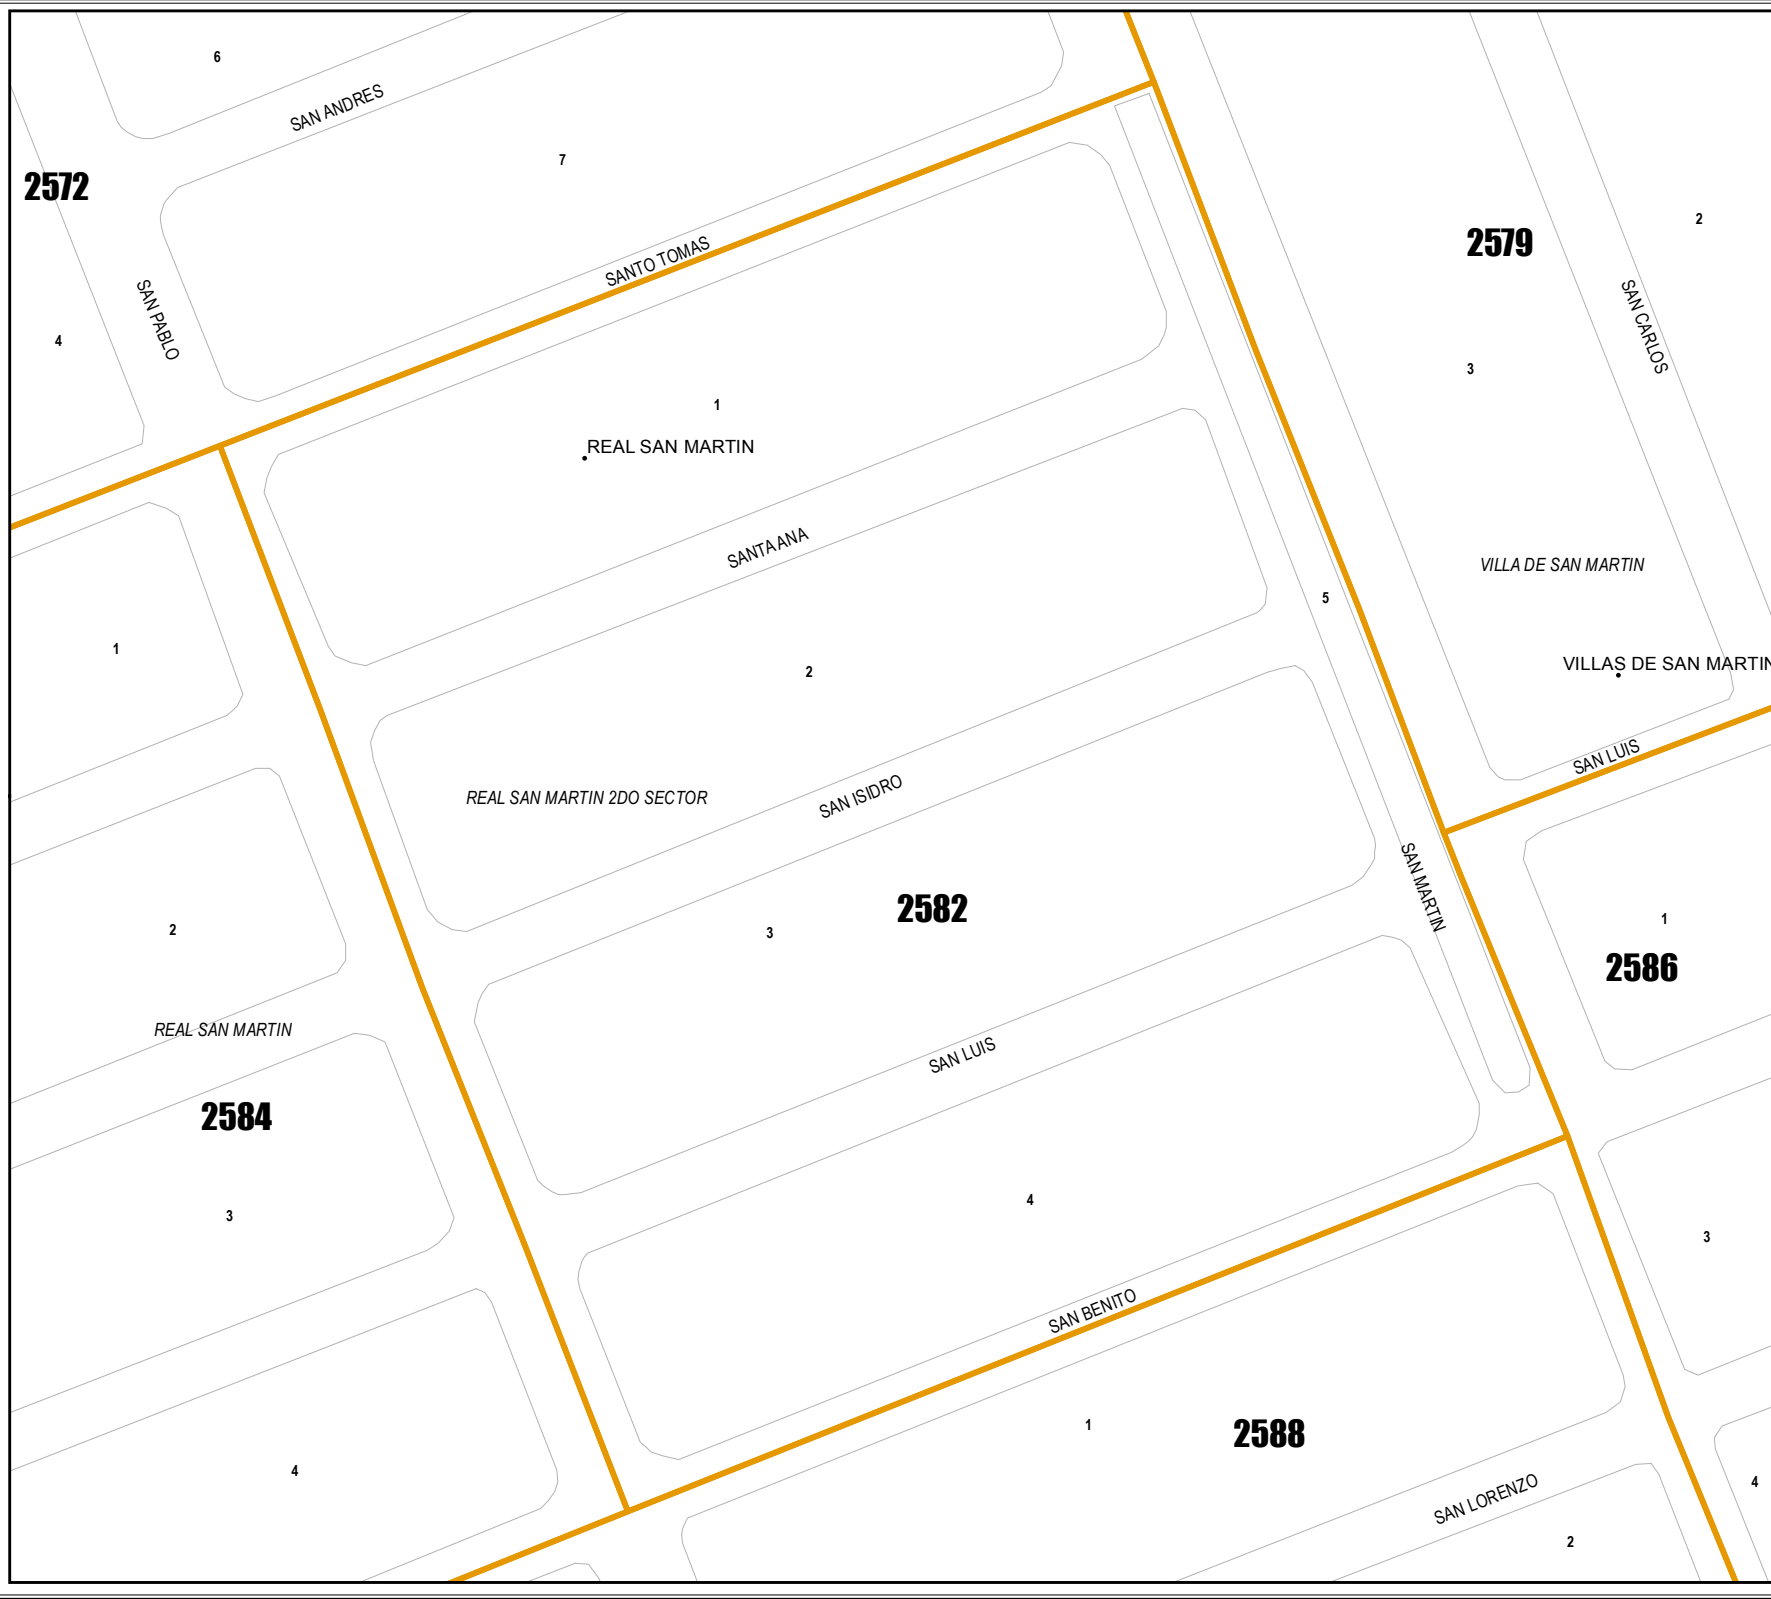 6
SAN ANDRES
7
2572
2
2579
SANTO TOMAS
SAN PABLO
SAN CARLOS
4
3
1
REAL SAN MARTIN
SANTA ANA
VILLA DE SAN MARTIN
5
1
VILLAS DE SAN MARTIN
2
SAN LUIS
REAL SAN MARTIN 2DO SECTOR
SAN ISIDRO
SAN MARTIN
2582
1
2
3
2586
REAL SAN MARTIN
SAN LUIS
2584
4
3
3
SAN BENITO
1
2588
4
4
SAN LORENZO
2